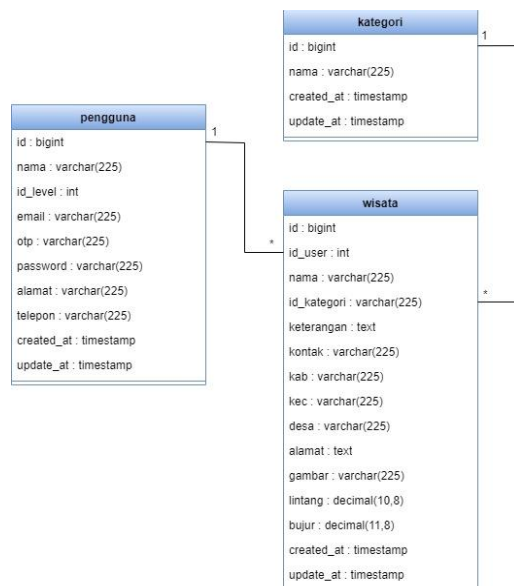 kategori
1
id : bigint
nama : varchar(225)
created_at : timestamp
update_at : timestamp
pengguna
1
id : bigint
nama : varchar(225)
id_level : int
email : varchar(225)
otp : varchar(225)
password : varchar(225)
alamat : varchar(225)
telepon : varchar(225)
created_at : timestamp
update_at : timestamp
*
wisata
id : bigint
id_user : int
nama : varchar(225)
id_kategori : varchar(225)
*
keterangan : text
kontak : varchar(225)
kab : varchar(225)
kec : varchar(225)
desa : varchar(225)
alamat : text
gambar : varchar(225)
lintang : decimal(10,8)
bujur : decimal(11,8)
created_at : timestamp
update_at : timestamp